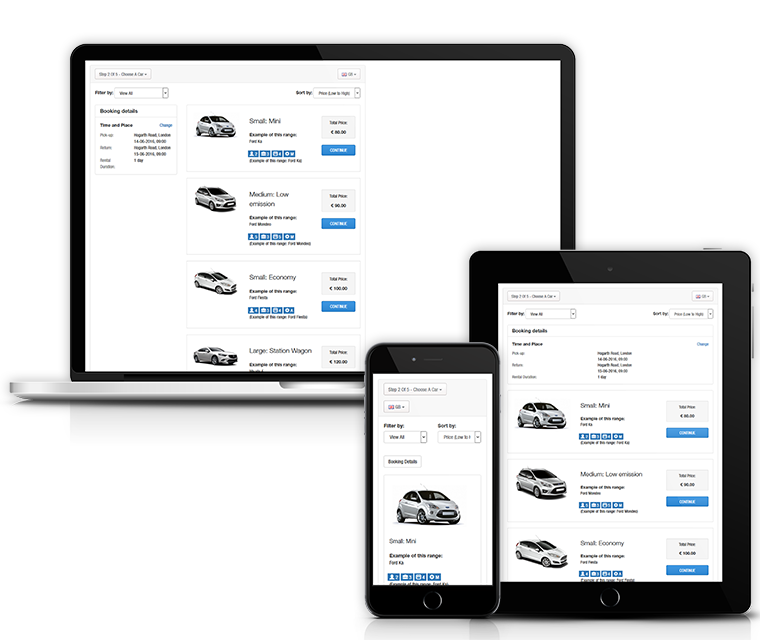 Step 2 Of 5 - Choose A Car
GB
Filter by: View All
Sort by: Price (Low to High)
Booking details
Time and Place Change
Pick-up: Hogarth Road, London
14-06-2016, 09:00
Return: Hogarth Road, London
15-06-2016, 09:00
Rental
Duration: 1 day
Small: Mini
Example of this range:
Ford Ka
(Example of this range: Ford Ka)
Total Price:
€ 80.00
CONTINUE
Medium: Low
emission
Example of this range:
Ford Mondeo
(Example of this range: Ford Mondeo)
Total Price:
€ 90.00
CONTINUE
Small: Economy
Example of this range:
Ford Fiesta
(Example of this range: Ford Fiesta)
Total Price:
€ 100.00
CONTINUE
Large: Station Wagon
Example of this range:
Total Price:
€ 120.00
Step 2 Of 5 - Choose A Car
GB
Filter by: Sort by:
View All Price (Low to H
Booking Details
Small: Mini
Example of this range:
Ford Ka
(Example of this range: Ford Ka)
Step 2 Of 5 - Choose A Car
GB
Filter by: View All
Sort by: Price (Low to High)
Booking details
Time and Place Change
Pick-up: Hogarth Road, London
14-06-2016, 09:00
Return: Hogarth Road, London
15-06-2016, 09:00
Rental Duration: 1 day
Small: Mini
Example of this range:
Ford Ka
(Example of this range: Ford Ka)
Total Price:
€ 80.00
CONTINUE
Medium: Low emission
Example of this range:
Ford Mondeo
(Example of this range: Ford Mondeo)
Total Price:
€ 90.00
CONTINUE
Small: Economy
Example of this range:
Ford Fiesta
(Example of this range: Ford Fiesta)
Total Price:
€ 100.00
CONTINUE